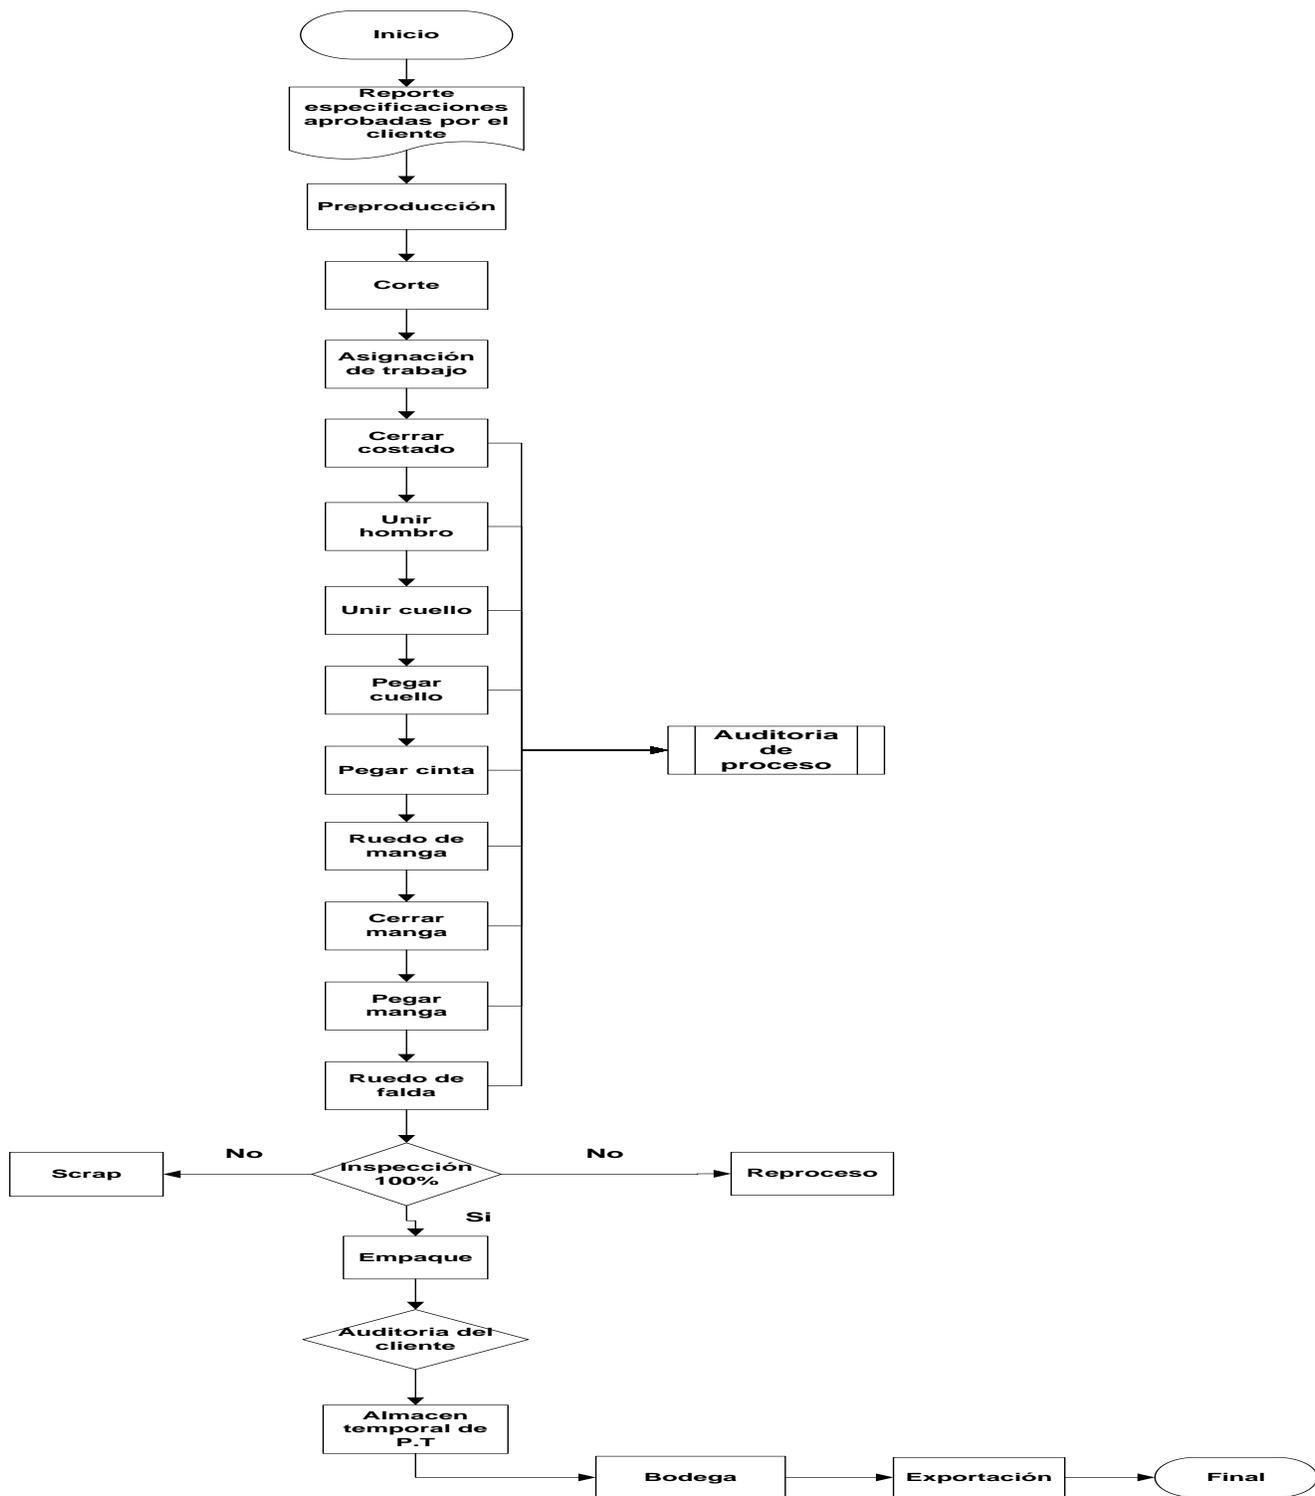 Inicio
Reporte
especificaciones
aprobadas por el
cliente
Preproducción
Corte
Asignación
de trabajo
Cerrar
costado
Unir
hombro
Unir cuello
Pegar
cuello
Auditoria
de
proceso
Pegar cinta
Ruedo de
manga
Cerrar
manga
Pegar
manga
Ruedo de
falda
No
No
Scrap
Inspección
100%
Reproceso
Si
Empaque
Auditoria del
cliente
Almacen
temporal de
P.T
Bodega
Exportación
Final